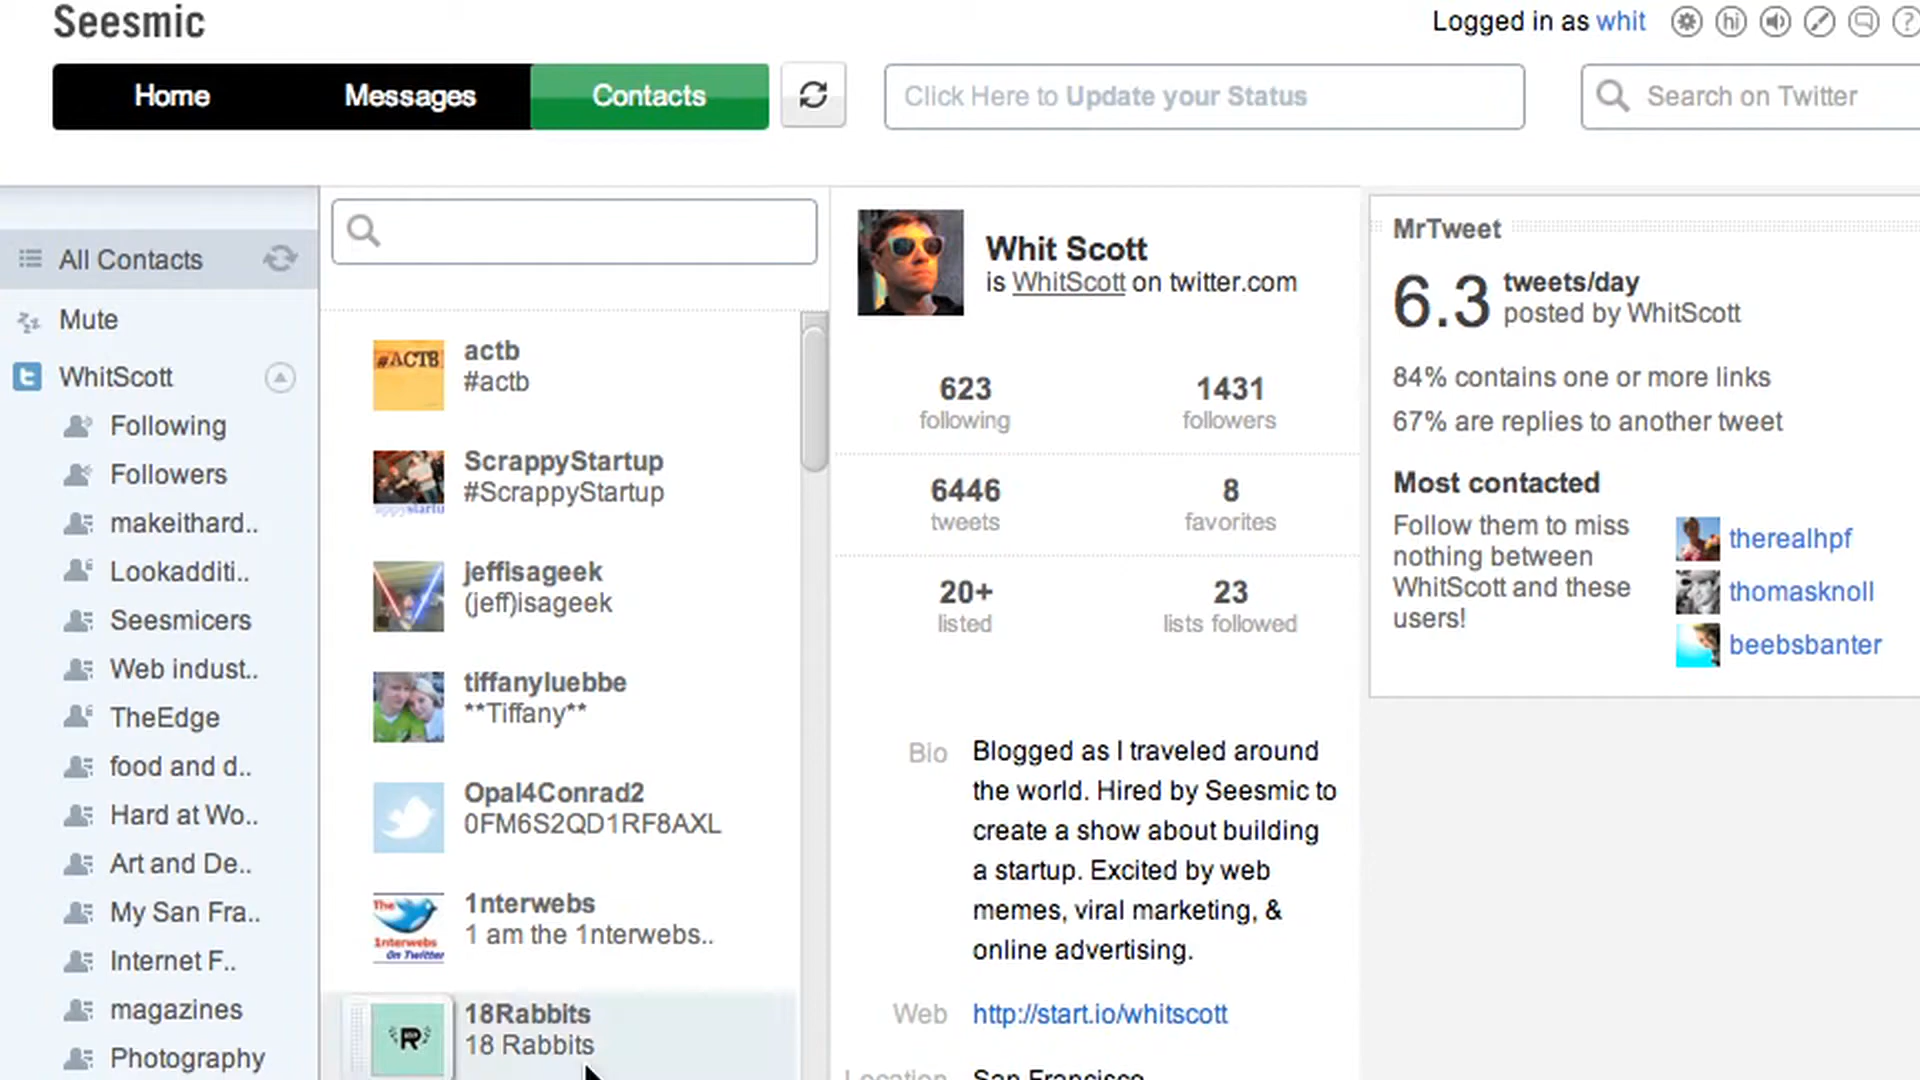 Seesmic
Logged in as whit
hi
?
Home
Messages
Contacts
Click Here to Update your Status
Search on Twitter
All Contacts
Mute
WhitScott
Following
Followers
makeithard..
Lookadditi..
Seesmicers
Web indust..
TheEdge
food and d..
Hard at Wo..
Art and De..
My San Fra..
Internet F..
magazines
Photography
#ACTB
actb
#actb
ScrappyStartup
#ScrappyStartup
jeffisageek
(jeff)isageek
tiffanyluebbe
**Tiffany**
Opal4Conrad2
0FM6S2QD1RF8AXL
The
1nterwebs
On Twitter
1nterwebs
1 am the 1nterwebs..
R
18Rabbits
18 Rabbits
Whit Scott
is WhitScott on twitter.com
623
following
1431
followers
6446
tweets
8
favorites
20+
listed
23
lists followed
Bio
Blogged as I traveled around
the world. Hired by Seesmic to
create a show about building
a startup. Excited by web
memes, viral marketing, &
online advertising.
Web
http://start.io/whitscott
Location
San Francisco
MrTweet
6.3
tweets/day
posted by WhitScott
84% contains one or more links
67% are replies to another tweet
Most contacted
Follow them to miss
nothing between
WhitScott and these
users!
therealhpf
thomasknoll
beebsbanter